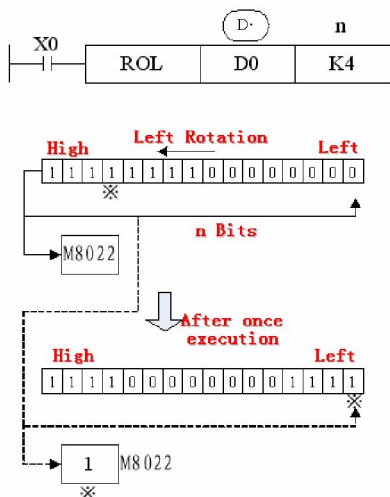 D· n
X0
ROL D0 K4
Left Rotation
High Left
1 1 1 1 1 1 1 1 0 0 0 0 0 0 0 0
※
n Bits
M8022
After once
execution
High Left
1 1 1 1 0 0 0 0 0 0 0 0 1 1 1 1
※
1 M8022
※